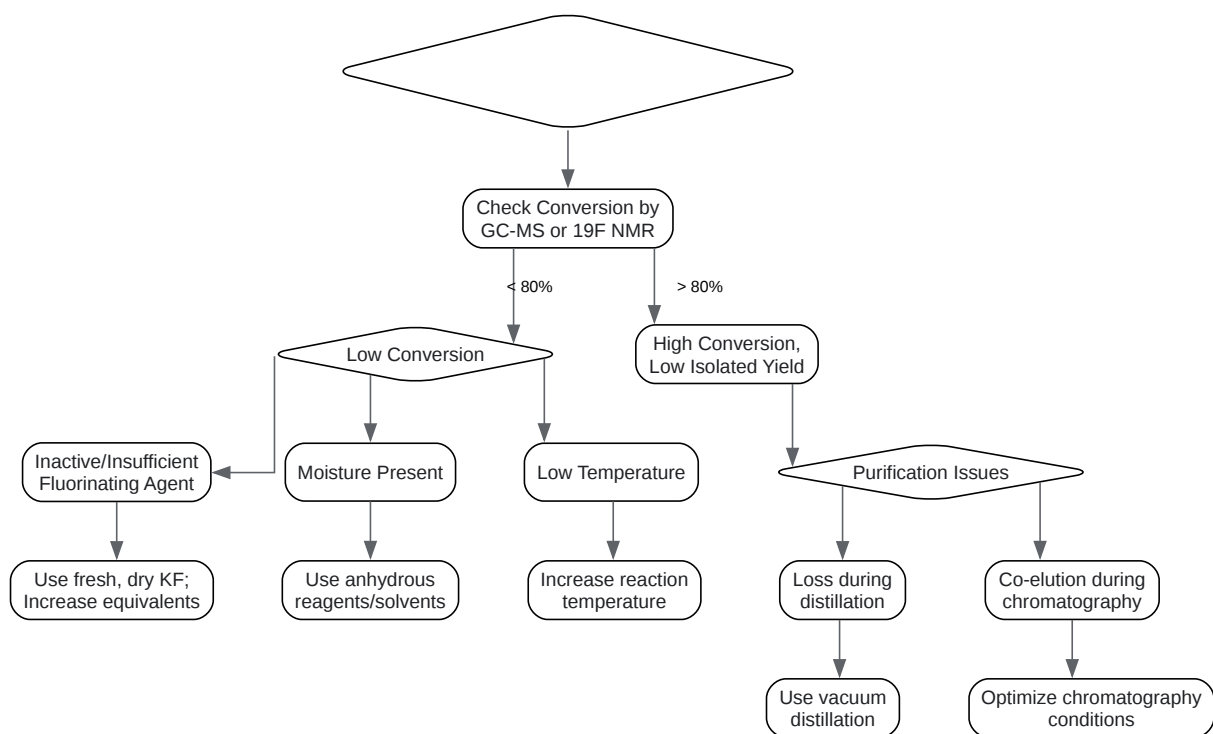 Check Conversion by
GC-MS or 19F NMR
< 80%
> 80%
Low Conversion
High Conversion,
Low Isolated Yield
Inactive/Insufficient
Fluorinating Agent
Moisture Present
Low Temperature
Purification Issues
Use fresh, dry KF;
Increase equivalents
Use anhydrous
reagents/solvents
Increase reaction
temperature
Loss during
distillation
Co-elution during
chromatography
Use vacuum
distillation
Optimize chromatography
conditions